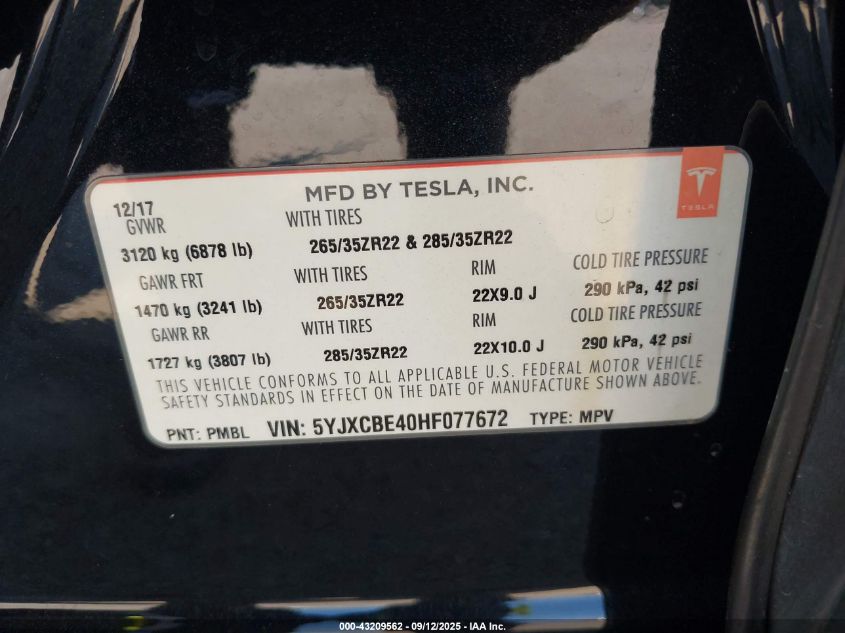 MFD BY TESLA, INC.
TESLA
12/17
GVWR WITH TIRES
3120 kg (6878 lb) 265/35ZR22 & 285/35ZR22
GAWR FRT WITH TIRES RIM COLD TIRE PRESSURE
1470 kg (3241 lb) 265/35ZR22 22X9.0 J 290 kPa, 42 psi
GAWR RR WITH TIRES RIM COLD TIRE PRESSURE
1727 kg (3807 lb) 285/35ZR22 22X10.0 J 290 kPa, 42 psi
THIS VEHICLE CONFORMS TO ALL APPLICABLE U.S. FEDERAL MOTOR VEHICLE
SAFETY STANDARDS IN EFFECT ON THE DATE OF MANUFACTURE SHOWN ABOVE.
PNT: PMBL VIN: 5YJXCBE40HF077672 TYPE: MPV
000-43209562 - 09/12/2025 - IAA Inc.